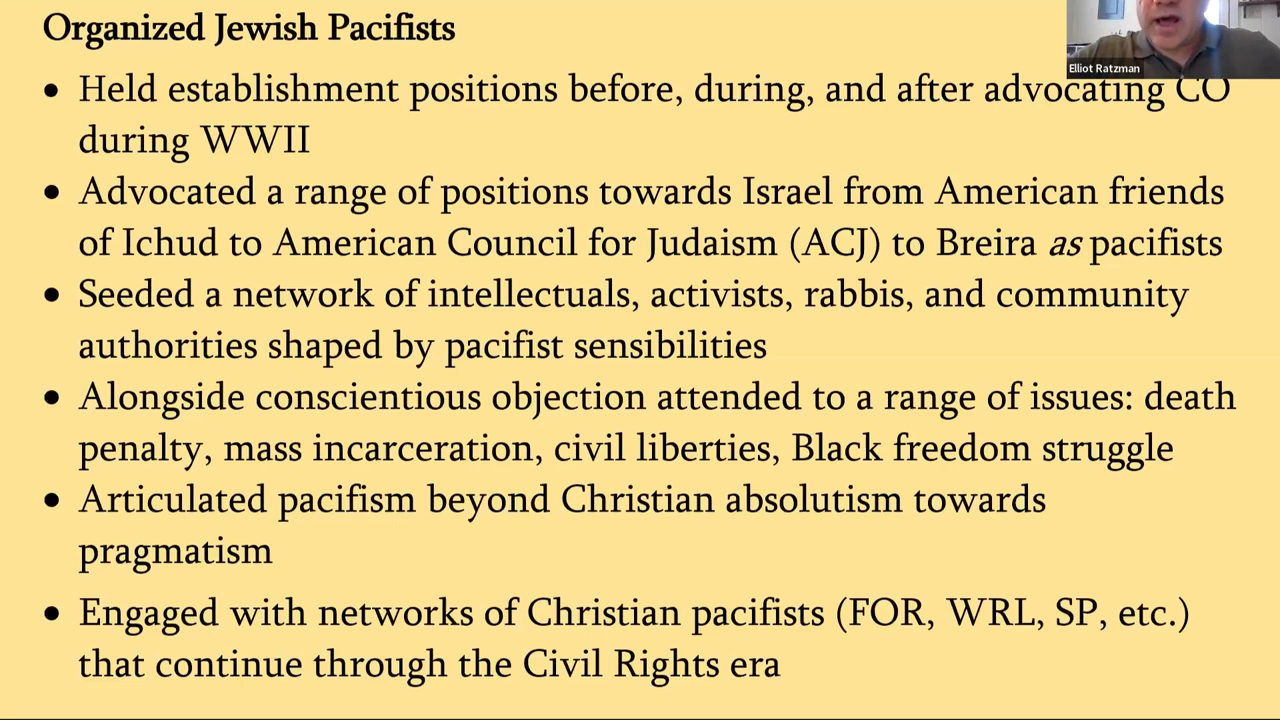 Organized Jewish Pacifists
Elliot Ratzman
• Held establishment positions before, during, and after advocating CO
during WWII
• Advocated a range of positions towards Israel from American friends
of Ichud to American Council for Judaism (ACJ) to Breira as pacifists
• Seeded a network of intellectuals, activists, rabbis, and community
authorities shaped by pacifist sensibilities
• Alongside conscientious objection attended to a range of issues: death
penalty, mass incarceration, civil liberties, Black freedom struggle
• Articulated pacifism beyond Christian absolutism towards
pragmatism
• Engaged with networks of Christian pacifists (FOR, WRL, SP, etc.)
that continue through the Civil Rights era